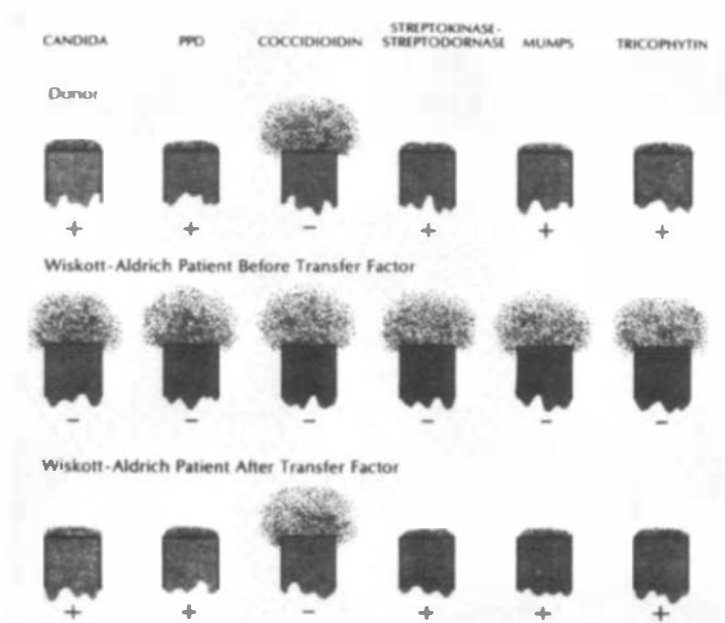 CANDIDA PPD COCCIDIOIDIN STREPTOKINASE-STREPTODORNASE MUMPS TRICOPHYTIN
Donor
+ + − + + +
Wiskott-Aldrich Patient Before Transfer Factor
− − − − − −
Wiskott-Aldrich Patient After Transfer Factor
+ + − + + +